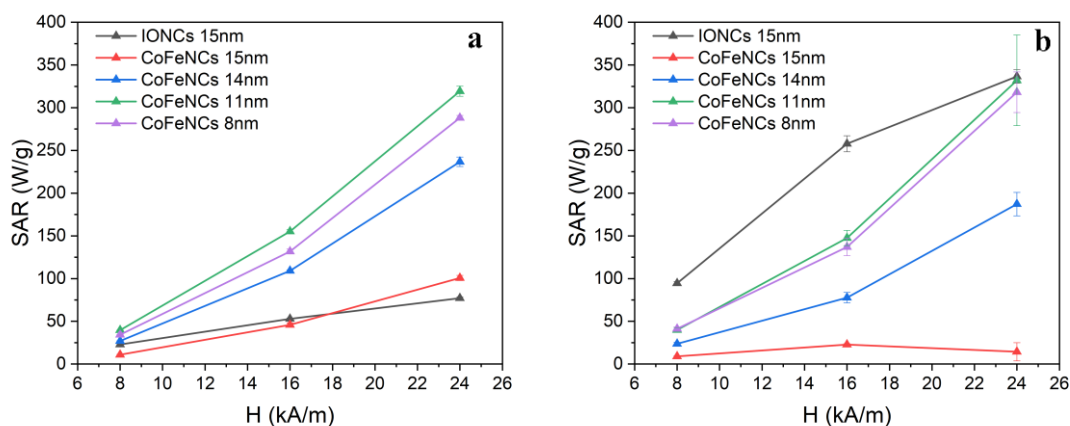 a
SAR (W/g)
400
350
300
250
200
150
100
50
0
IONCs 15nm
CoFeNCs 15nm
CoFeNCs 14nm
CoFeNCs 11nm
CoFeNCs 8nm
6 8 10 12 14 16 18 20 22 24 26
H (kA/m)
b
SAR (W/g)
400
350
300
250
200
150
100
50
0
IONCs 15nm
CoFeNCs 15nm
CoFeNCs 14nm
CoFeNCs 11nm
CoFeNCs 8nm
6 8 10 12 14 16 18 20 22 24 26
H (kA/m)